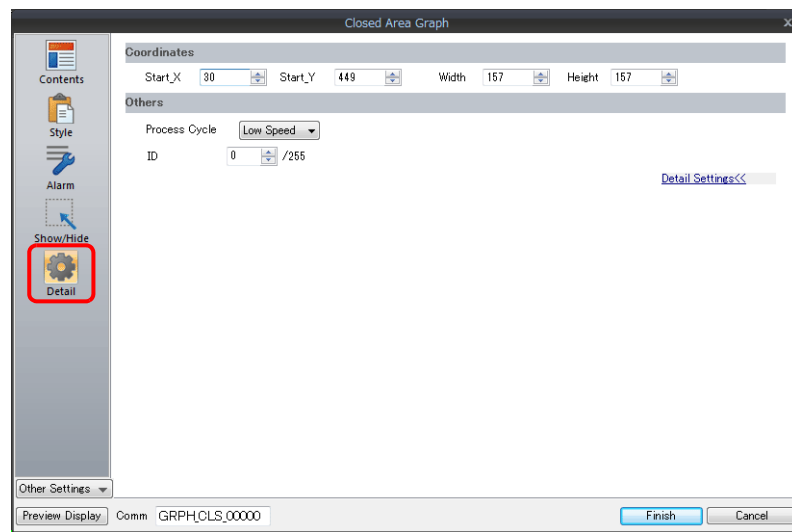 Closed Area Graph
Contents
Style
Alarm
Show/Hide
Detail
Other Settings
Coordinates
Start_X 30 Start_Y 449 Width 157 Height 157
Others
Process Cycle Low Speed
ID 0 /255
Detail Settings<<
Preview Display Comm GRPH_CLS_00000 Finish Cancel